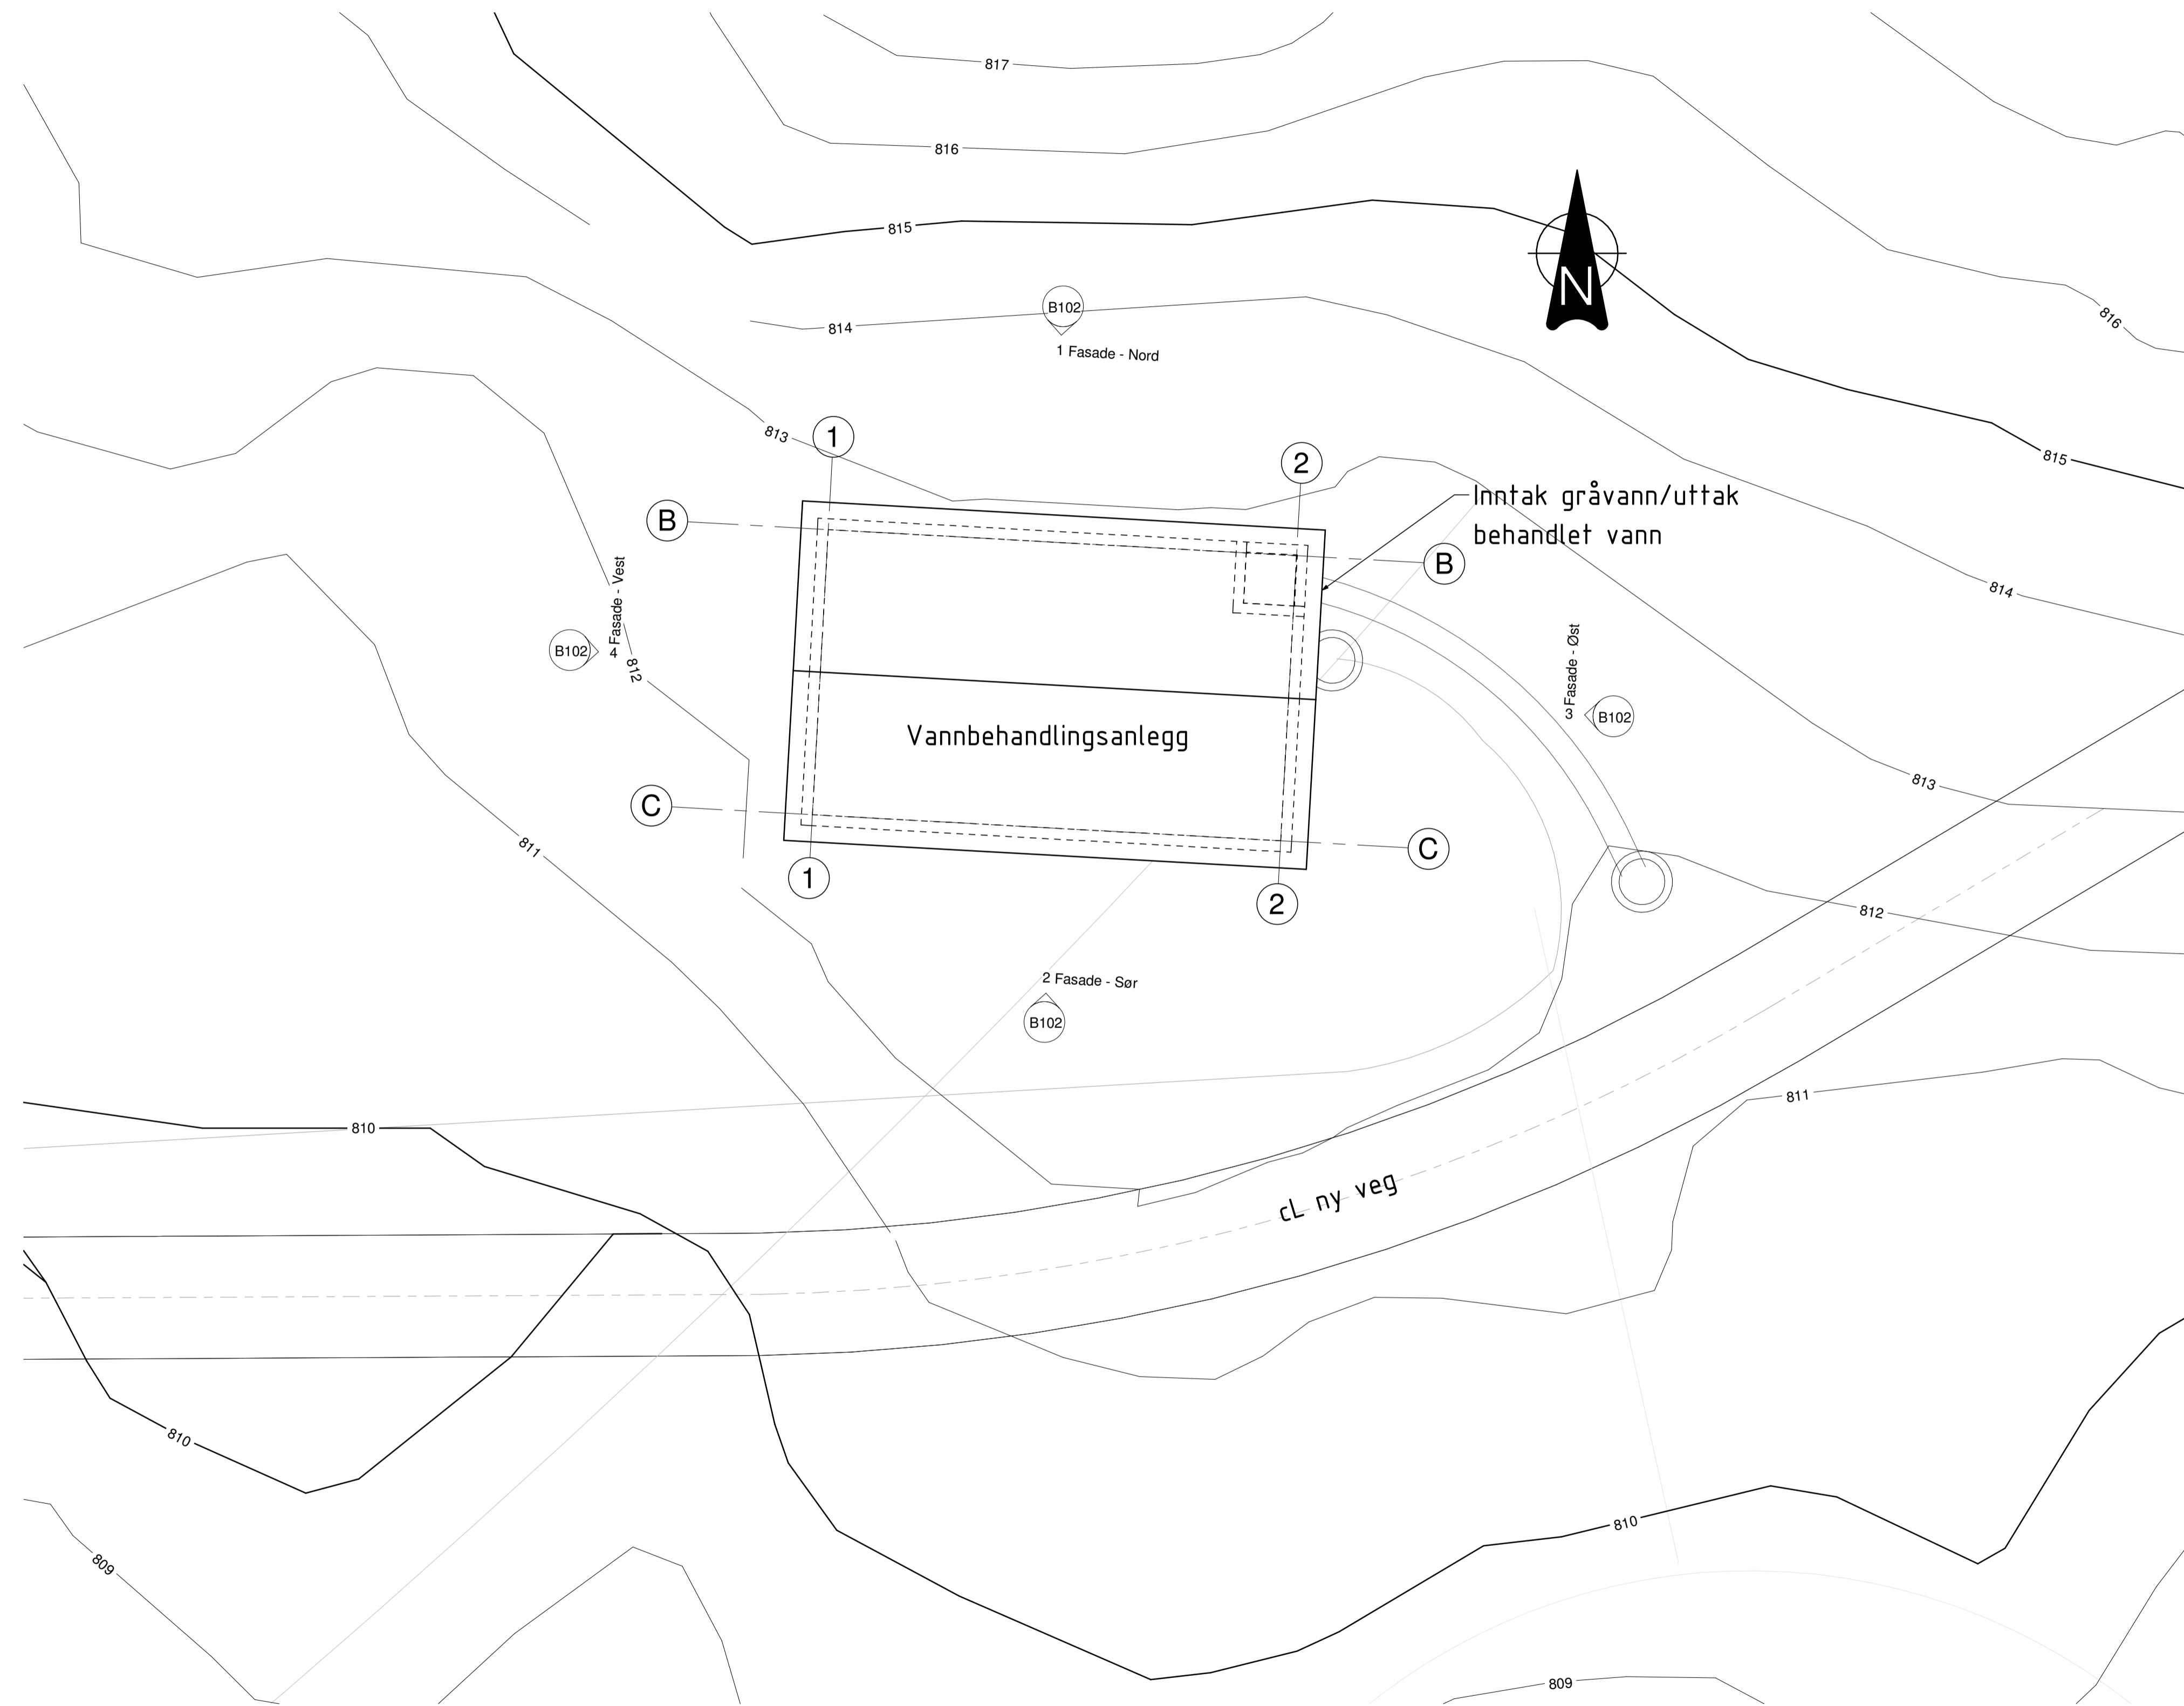 817
816
815
N
B102
814
1 Fasade - Nord
816
813
1
2
815
Inntak gråvann/uttak
behandlet vann
B
B
814
4 Fasade - Vest
B102
812
3 Fasade - Øst
B102
Vannbehandlingsanlegg
813
C
C
811
1
2
812
2 Fasade - Sør
B102
811
810
cL ny veg
810
810
809
809